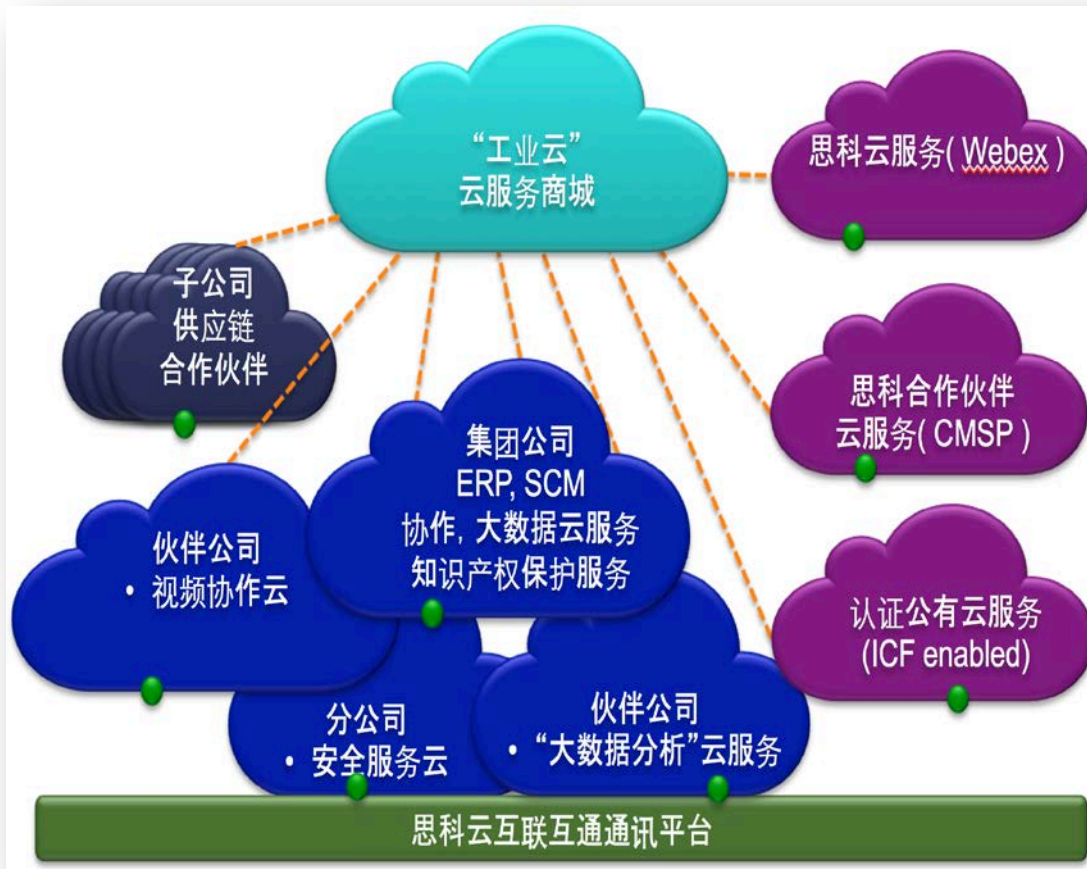 “工业云”
云服务商城
思科云服务( Webex )
子公司
供应链
合作伙伴
思科合作伙伴
云服务( CMSP )
集团公司
ERP, SCM
协作, 大数据云服务
知识产权保护服务
伙伴公司
• 视频协作云
认证公有云服务
(ICF enabled)
分公司
• 安全服务云
伙伴公司
• “大数据分析”云服务
思科云互联互通通讯平台